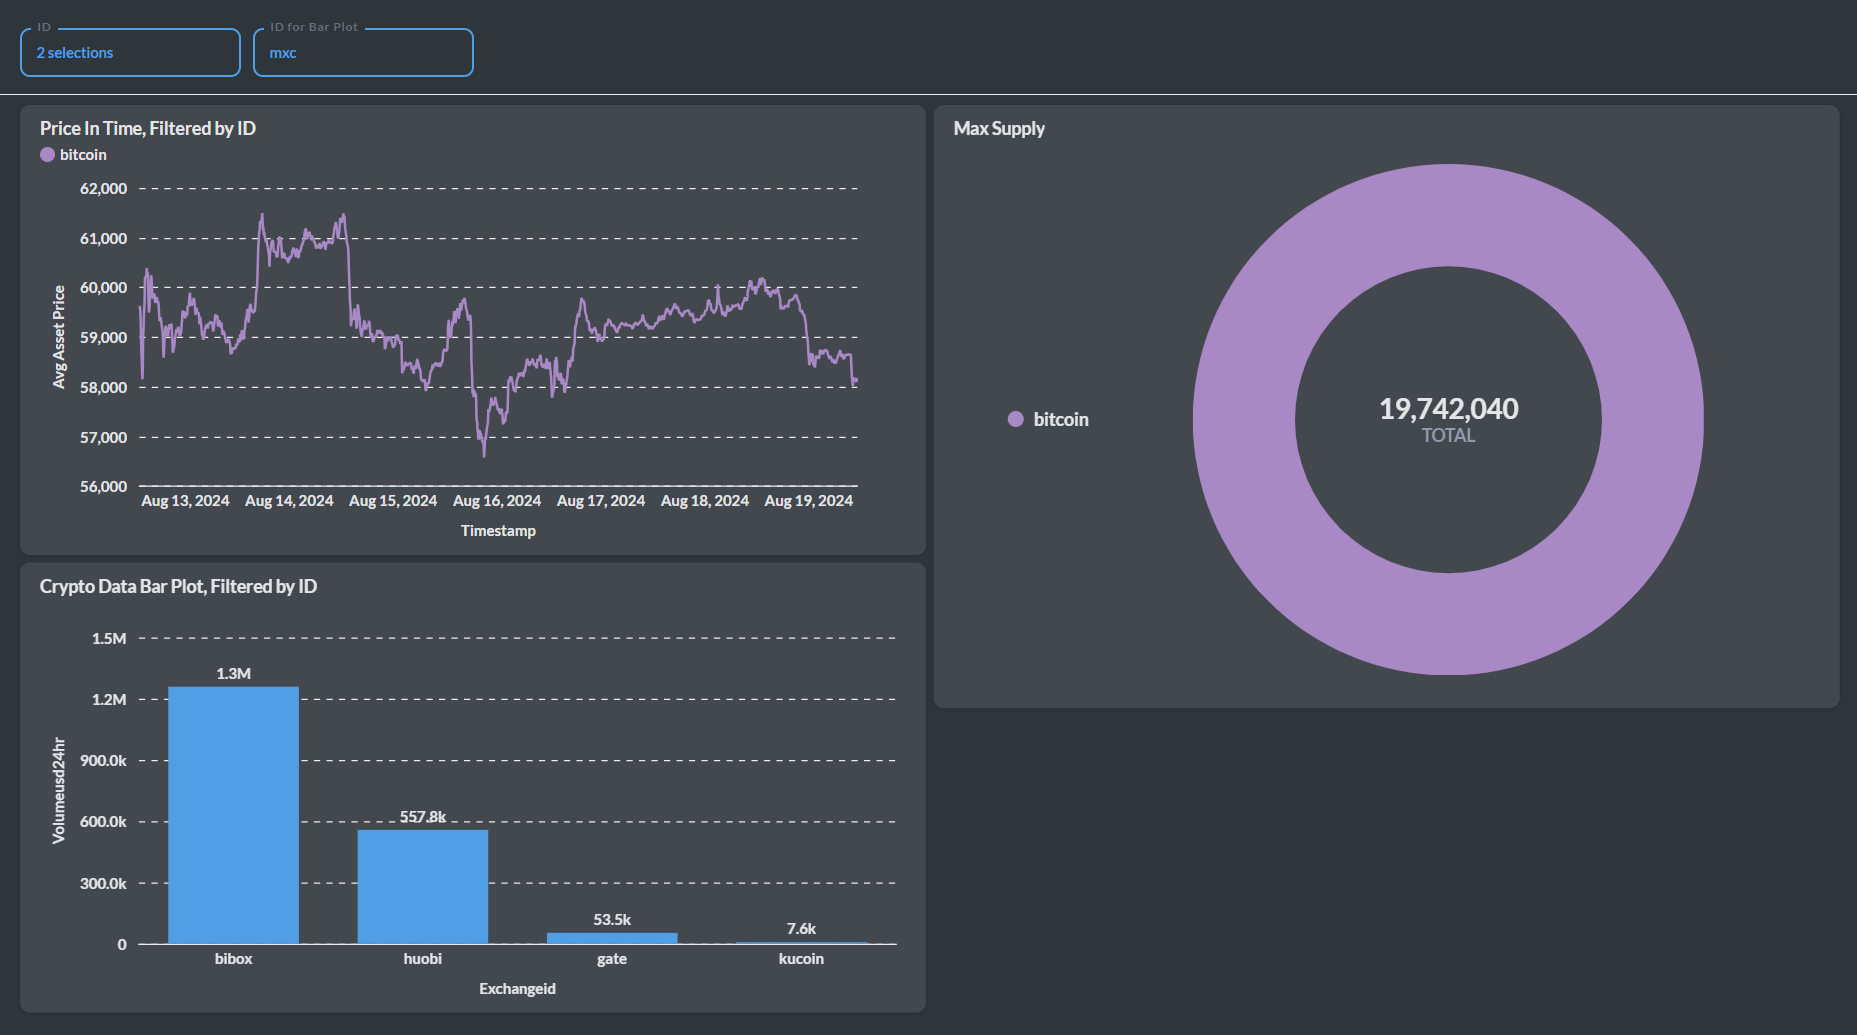 ID
2 selections
ID for Bar Plot
mxc
Price In Time, Filtered by ID
bitcoin
62,000
61,000
60,000
59,000
58,000
57,000
56,000
Avg Asset Price
Aug 13, 2024 Aug 14, 2024 Aug 15, 2024 Aug 16, 2024 Aug 17, 2024 Aug 18, 2024 Aug 19, 2024
Timestamp
Max Supply
bitcoin
19,742,040
TOTAL
Crypto Data Bar Plot, Filtered by ID
1.5M
1.2M
900.0k
600.0k
300.0k
0
Volumeusd24hr
1.3M
557.8k
53.5k
7.6k
bibox huobi gate kucoin
Exchangeid